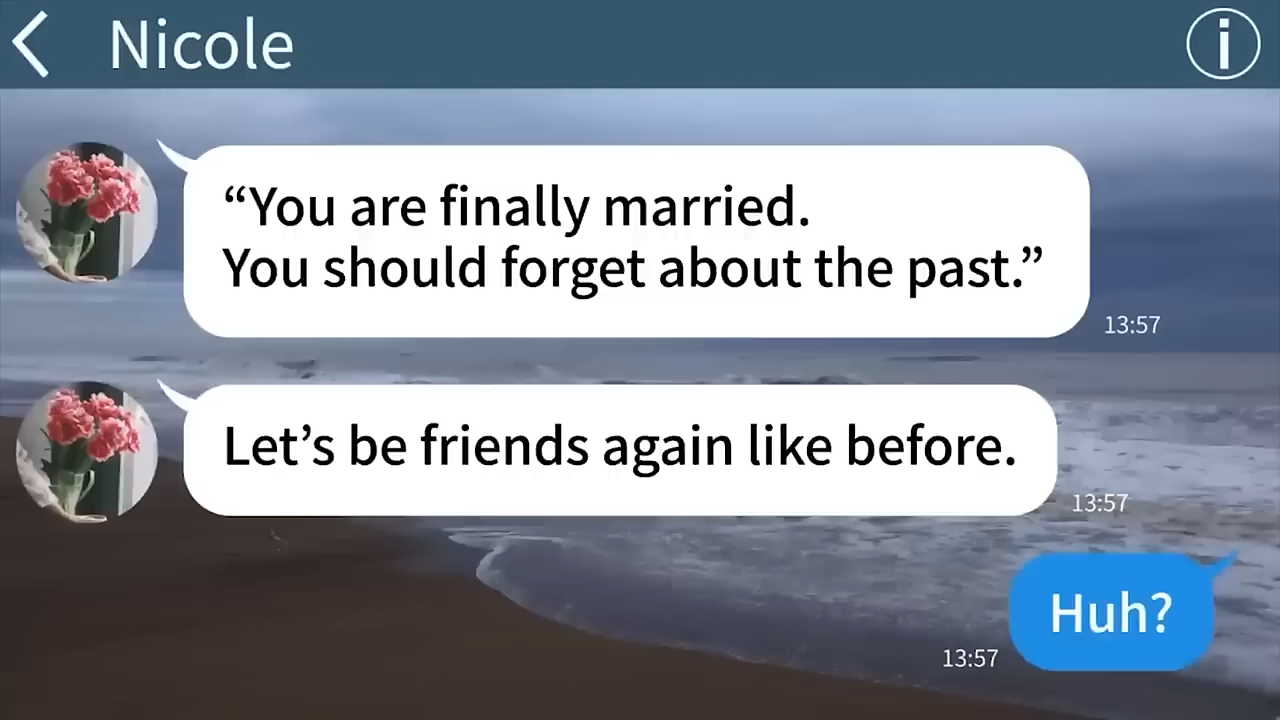 Nicole
“You are finally married.
You should forget about the past.”
13:57
Let’s be friends again like before.
13:57
Huh?
13:57